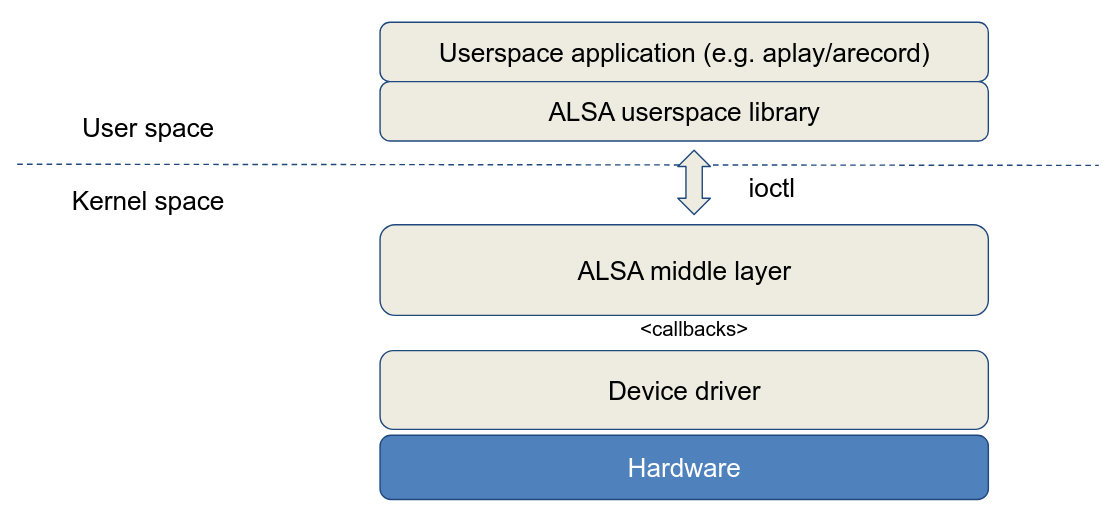 Userspace application (e.g. aplay/arecord)
ALSA userspace library
User space
Kernel space
ioctl
ALSA middle layer
<callbacks>
Device driver
Hardware